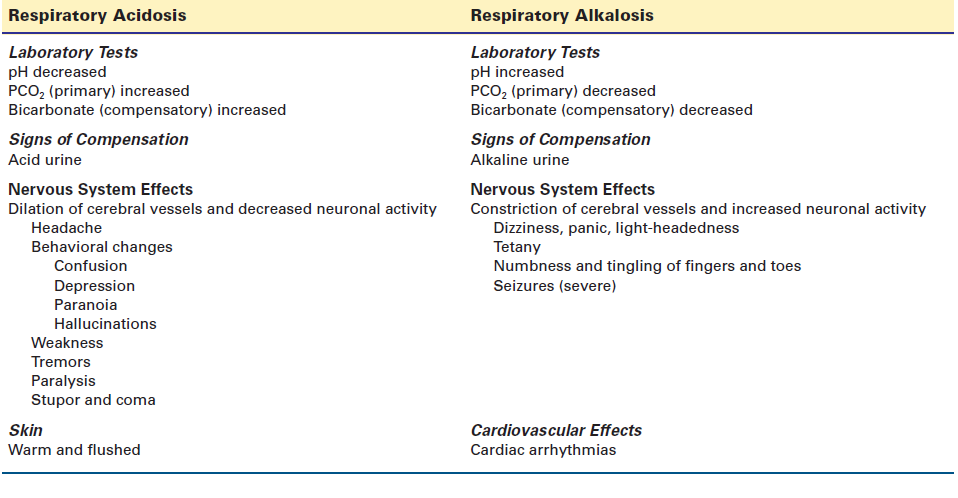 Respiratory Acidosis
Laboratory Tests
pH decreased
PCO₂ (primary) increased
Bicarbonate (compensatory) increased
Signs of Compensation
Acid urine
Nervous System Effects
Dilation of cerebral vessels and decreased neuronal activity
Headache
Behavioral changes
Confusion
Depression
Paranoia
Hallucinations
Weakness
Tremors
Paralysis
Stupor and coma
Skin
Warm and flushed
Respiratory Alkalosis
Laboratory Tests
pH increased
PCO₂ (primary) decreased
Bicarbonate (compensatory) decreased
Signs of Compensation
Alkaline urine
Nervous System Effects
Constriction of cerebral vessels and increased neuronal activity
Dizziness, panic, light-headedness
Tetany
Numbness and tingling of fingers and toes
Seizures (severe)
Cardiovascular Effects
Cardiac arrhythmias